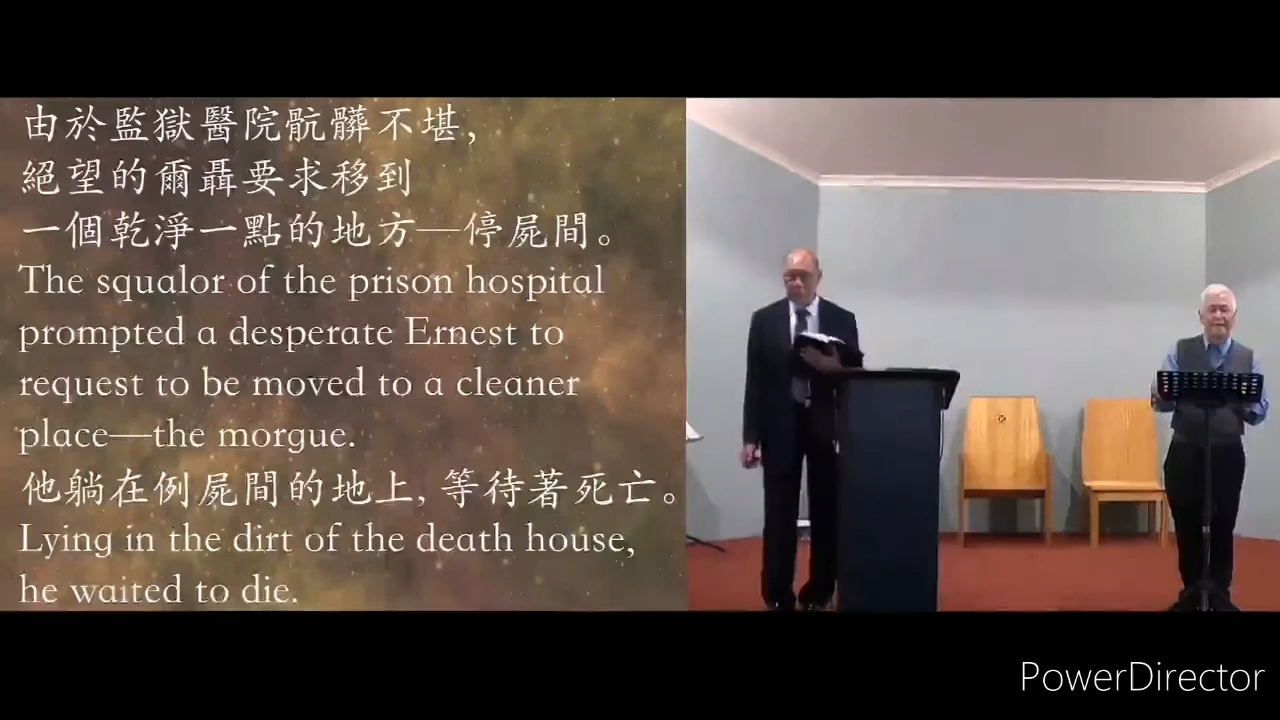 由於監獄醫院骯髒不堪,
絕望的爾聶要求移到
一個乾淨一點的地方—停屍間。
The squalor of the prison hospital
prompted a desperate Ernest to
request to be moved to a cleaner
place—the morgue.
他躺在例屍間的地上, 等待著死亡。
Lying in the dirt of the death house,
he waited to die.
PowerDirector